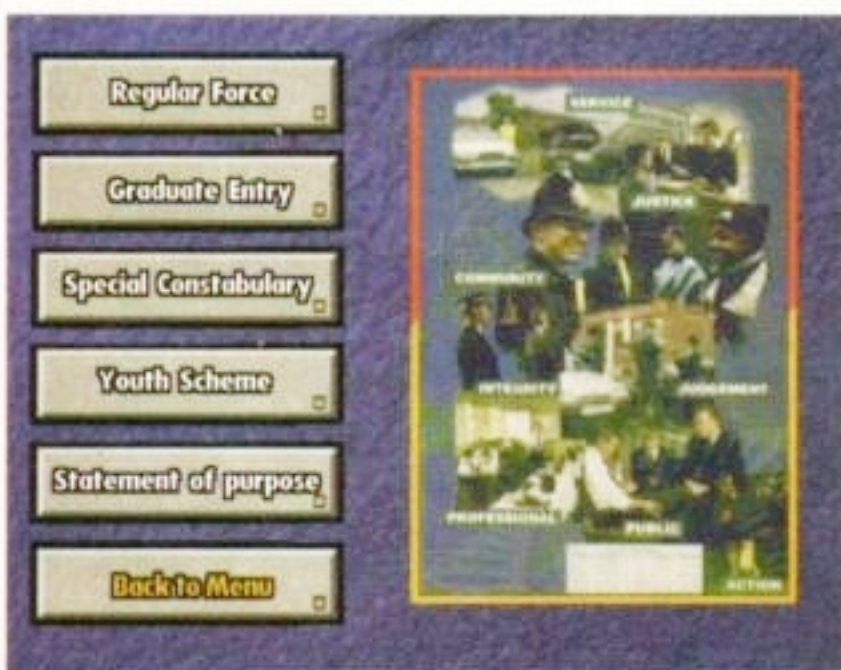 Regular Force
Graduate Entry
Special Constabulary
Youth Scheme
Statement of purpose
Back to Menu
SERVICE
JUSTICE
COMMUNITY
INTEGRITY
JUDGEMENT
PROFESSIONAL
PUBLIC
ACTION